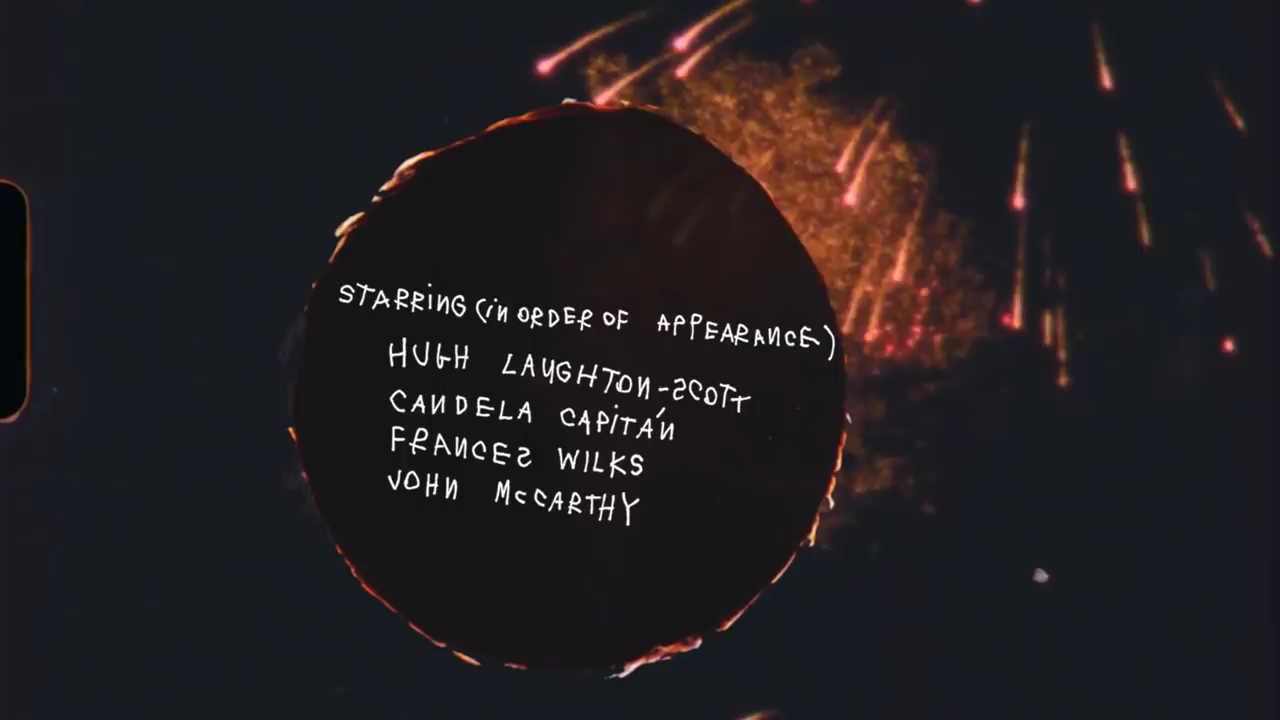 STARRING (IN ORDER OF APPEARANCE)
HUGH LAUGHTON-SCOTT
CANDELA CAPITÁN
FRANCES WILKS
JOHN McCARTHY